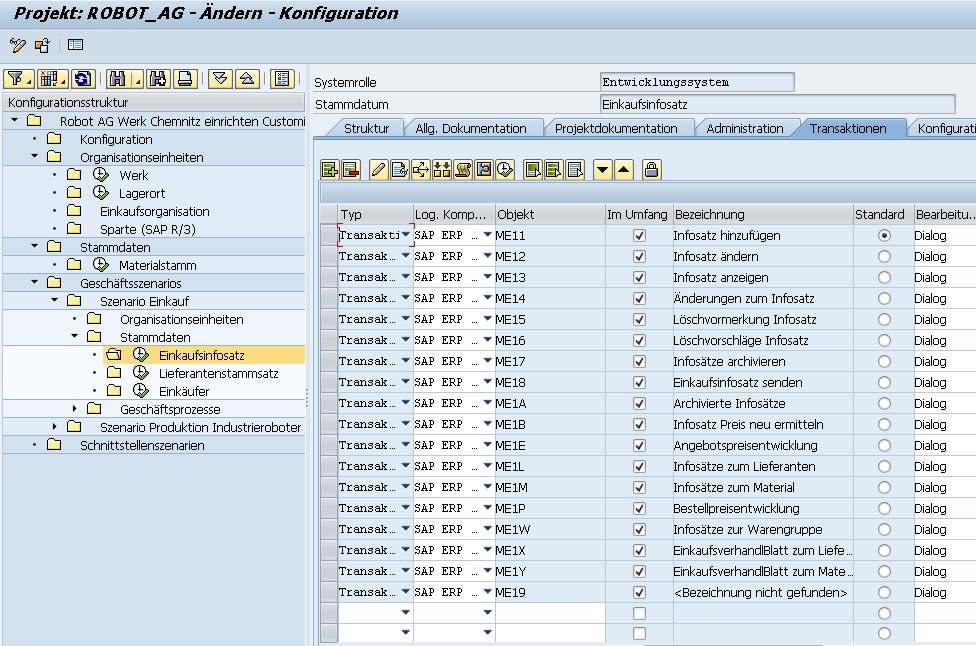 Projekt: ROBOT_AG - Ändern - Konfiguration
Systemrolle Entwicklungssystem
Stammdatum Einkaufsinfosatz
Konfigurationsstruktur
Robot AG Werk Chemnitz einrichten Customi
Konfiguration
Organisationseinheiten
Werk
Lagerort
Einkaufsorganisation
Sparte (SAP R/3)
Stammdaten
Materialstamm
Geschäftsszenarios
Szenario Einkauf
Organisationseinheiten
Stammdaten
Einkaufsinfosatz
Lieferantenstammsatz
Einkäufer
Geschäftsprozesse
Szenario Produktion Industrieroboter
Schnittstellenszenarien
Struktur Allg. Dokumentation Projektdokumentation Administration Transaktionen Konfigurati
Typ Log. Komp... Objekt Im Umfang Bezeichnung Standard Bearbeitu...
Transakti SAP ERP ... ME11 Infosatz hinzufügen Dialog
Transak... SAP ERP ... ME12 Infosatz ändern Dialog
Transak... SAP ERP ... ME13 Infosatz anzeigen Dialog
Transak... SAP ERP ... ME14 Änderungen zum Infosatz Dialog
Transak... SAP ERP ... ME15 Löschvormerkung Infosatz Dialog
Transak... SAP ERP ... ME16 Löschvorschläge Infosatz Dialog
Transak... SAP ERP ... ME17 Infosätze archivieren Dialog
Transak... SAP ERP ... ME18 Einkaufsinfosatz senden Dialog
Transak... SAP ERP ... ME1A Archivierte Infosätze Dialog
Transak... SAP ERP ... ME1B Infosatz Preis neu ermitteln Dialog
Transak... SAP ERP ... ME1E Angebotspreisentwicklung Dialog
Transak... SAP ERP ... ME1L Infosätze zum Lieferanten Dialog
Transak... SAP ERP ... ME1M Infosätze zum Material Dialog
Transak... SAP ERP ... ME1P Bestellpreisentwicklung Dialog
Transak... SAP ERP ... ME1W Infosätze zur Warengruppe Dialog
Transak... SAP ERP ... ME1X EinkaufsverhandlBlatt zum Liefe... Dialog
Transak... SAP ERP ... ME1Y EinkaufsverhandlBlatt zum Mate... Dialog
Transak... SAP ERP ... ME19 <Bezeichnung nicht gefunden> Dialog